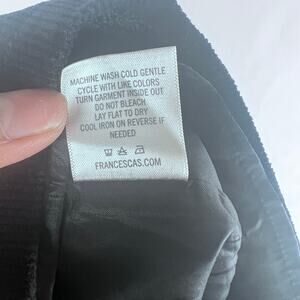 MACHINE WASH COLD GENTLE
CYCLE WITH LIKE COLORS
TURN GARMENT INSIDE OUT
DO NOT BLEACH
LAY FLAT TO DRY
COOL IRON ON REVERSE IF
NEEDED
FRANCESCAS.COM